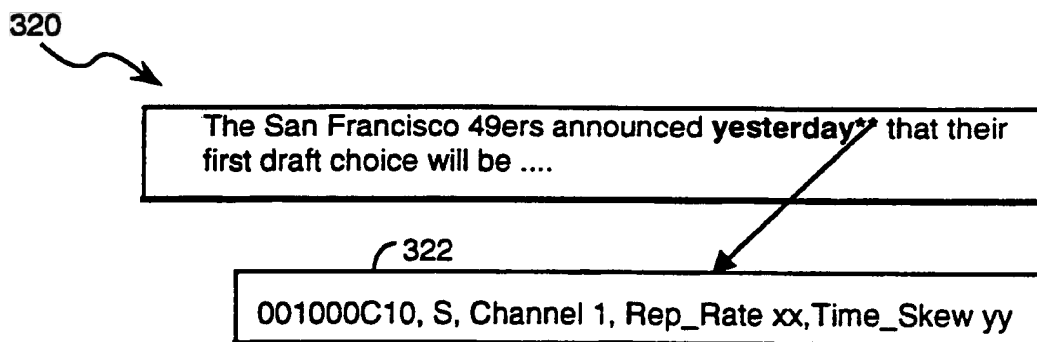 320
The San Francisco 49ers announced yesterday** that their
first draft choice will be ....
322
001000C10, S, Channel 1, Rep_Rate xx,Time_Skew yy